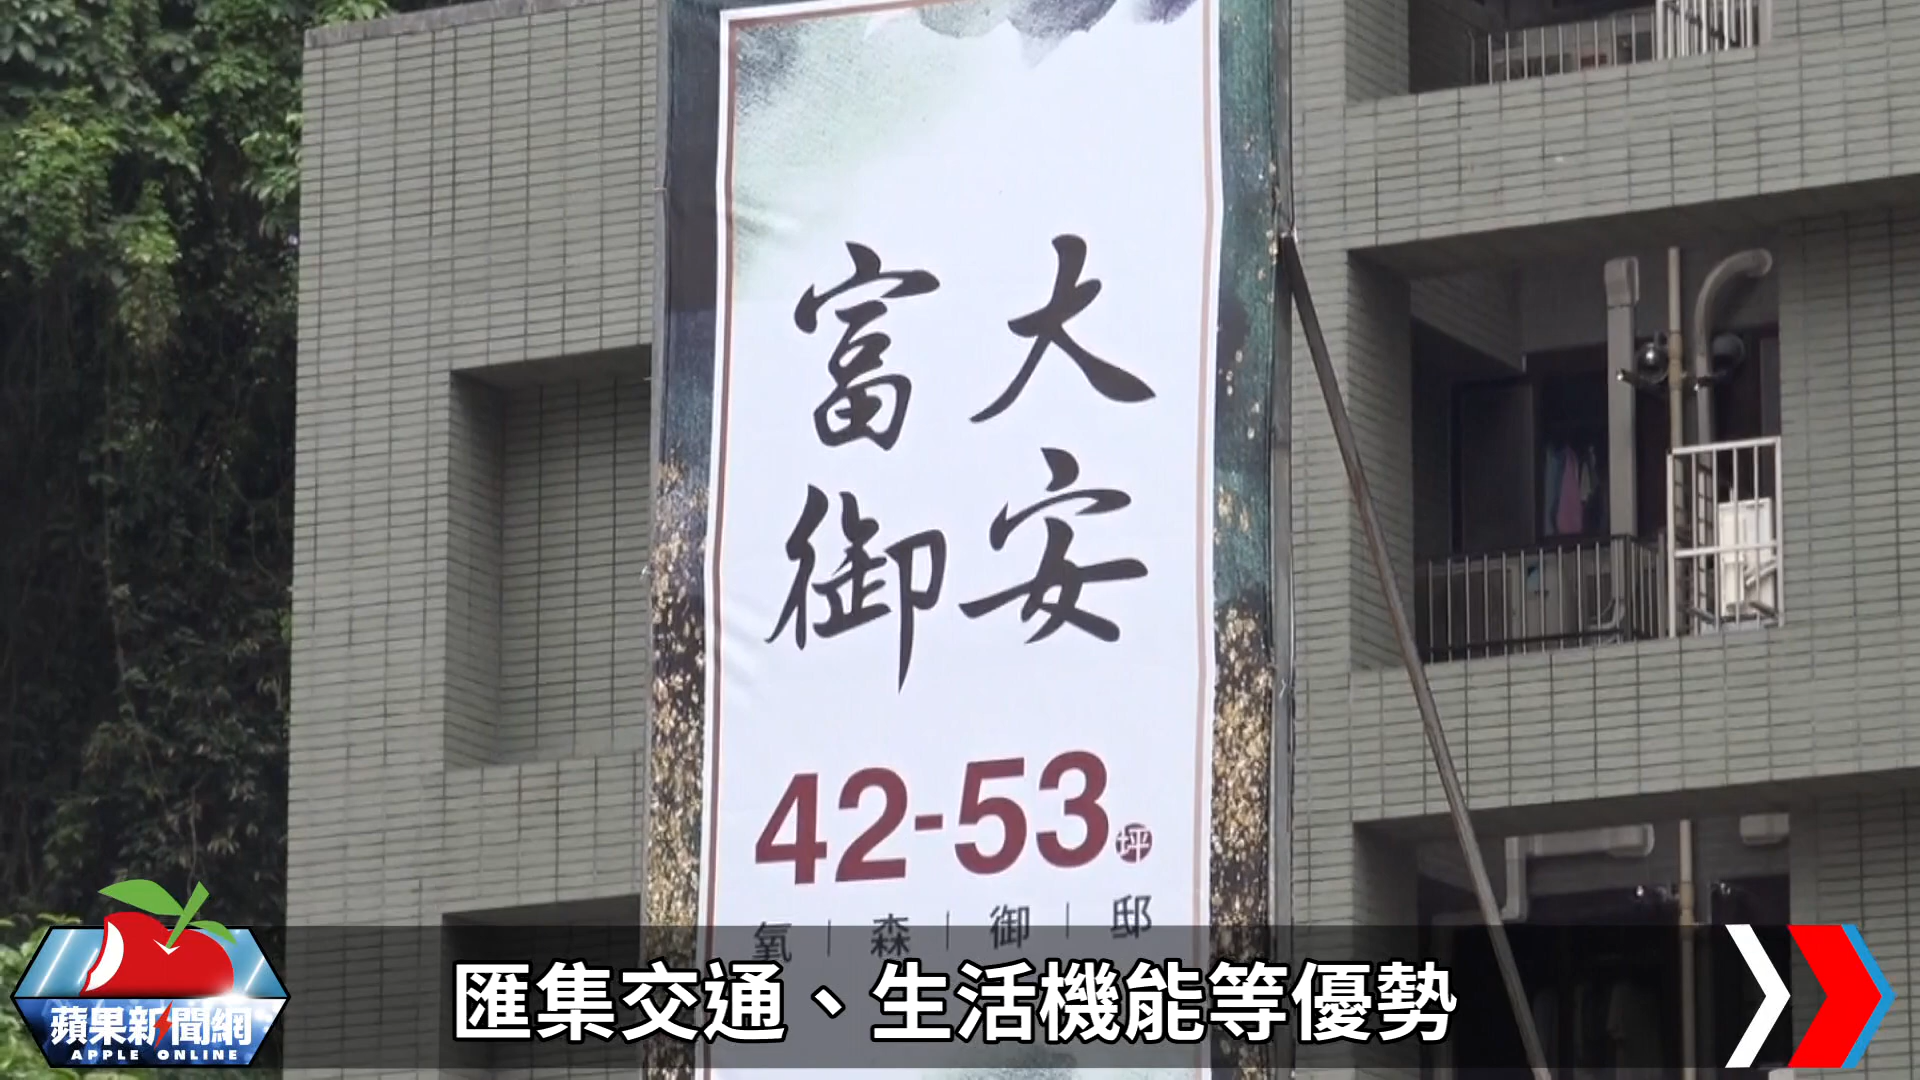 大安
富御
42-53坪
氧|森|御|邸
匯集交通、生活機能等優勢
蘋果新聞網
APPLE ONLINE